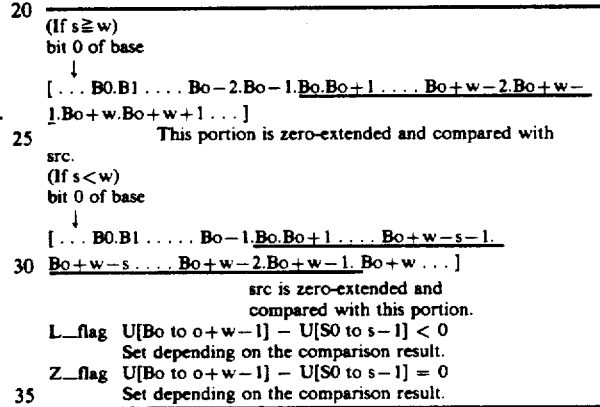 20
(If s≧w)
bit 0 of base
↓
[ . . . B0.B1 . . . . Bo−2.Bo−1.Bo.Bo+1 . . . . Bo+w−2.Bo+w−
1.Bo+w.Bo+w+1 . . . ]
This portion is zero-extended and compared with
25
src.
(If s<w)
bit 0 of base
↓
[ . . . B0.B1 . . . . . Bo−1.Bo.Bo+1 . . . . Bo+w−s−1.
30 Bo+w−s . . . . Bo+w−2.Bo+w−1. Bo+w . . . ]
src is zero-extended and
compared with this portion.
L_flag U[Bo to o+w−1] − U[S0 to s−1] < 0
Set depending on the comparison result.
Z_flag U[Bo to o+w−1] − U[S0 to s−1] = 0
35 Set depending on the comparison result.